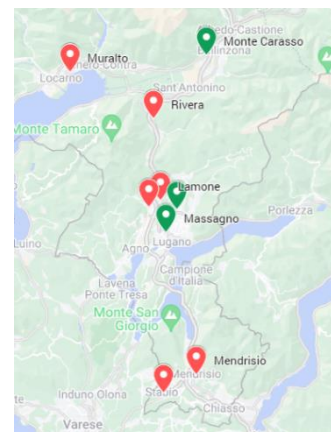 Monte Carasso
Muralto
Locarno
Sant'Antonino
Rivera
Monte Tamaro
Lamone
Massagno
Porlezza
Luino
Agno
Lugano
Campione
d'Italia
Lavena
Ponte Tresa
Monte San
Giorgio
Mendrisio
Mendrisio
Stabio
Induno Olona
Chiasso
Varese